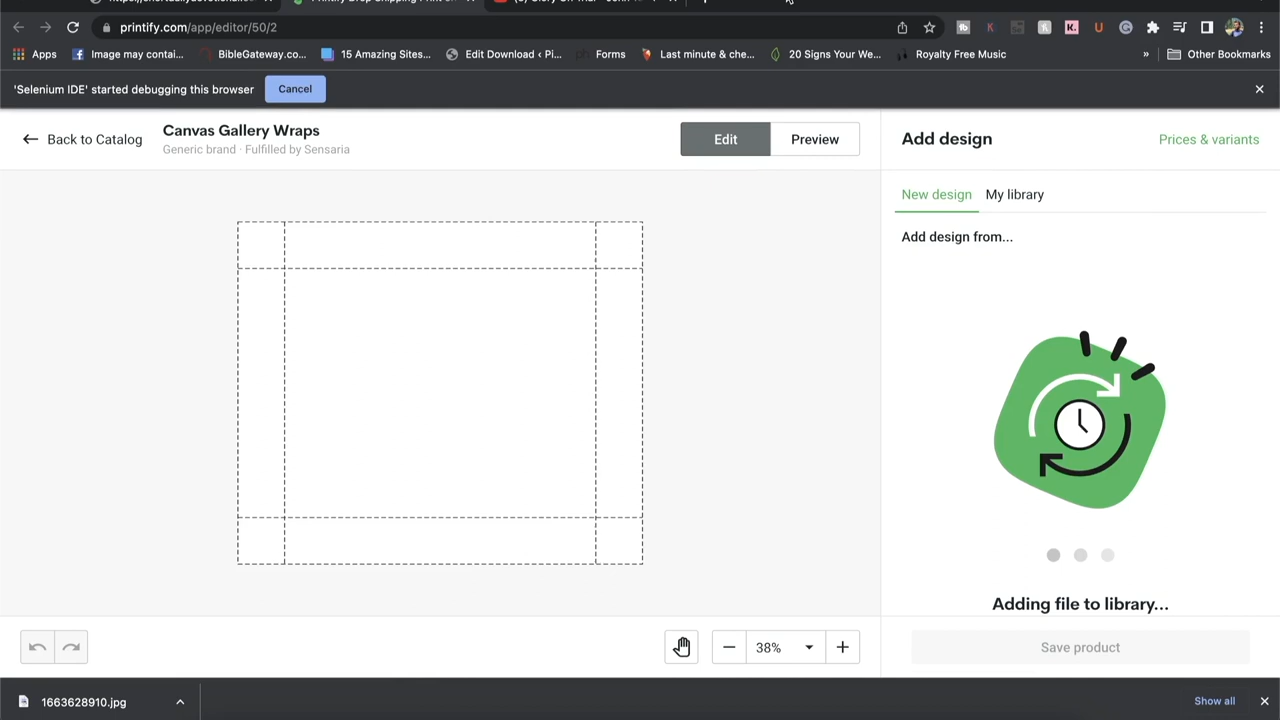 printify.com/app/editor/50/2
Apps
Image may contai...
BibleGateway.co...
15 Amazing Sites...
Edit Download ‹ Pi...
Forms
Last minute & che...
20 Signs Your We...
Royalty Free Music
»
Other Bookmarks
'Selenium IDE' started debugging this browser
Cancel
Back to Catalog
Canvas Gallery Wraps
Generic brand · Fulfilled by Sensaria
Edit
Preview
Add design
Prices & variants
New design
My library
Add design from...
Adding file to library...
38%
Save product
1663628910.jpg
Show all